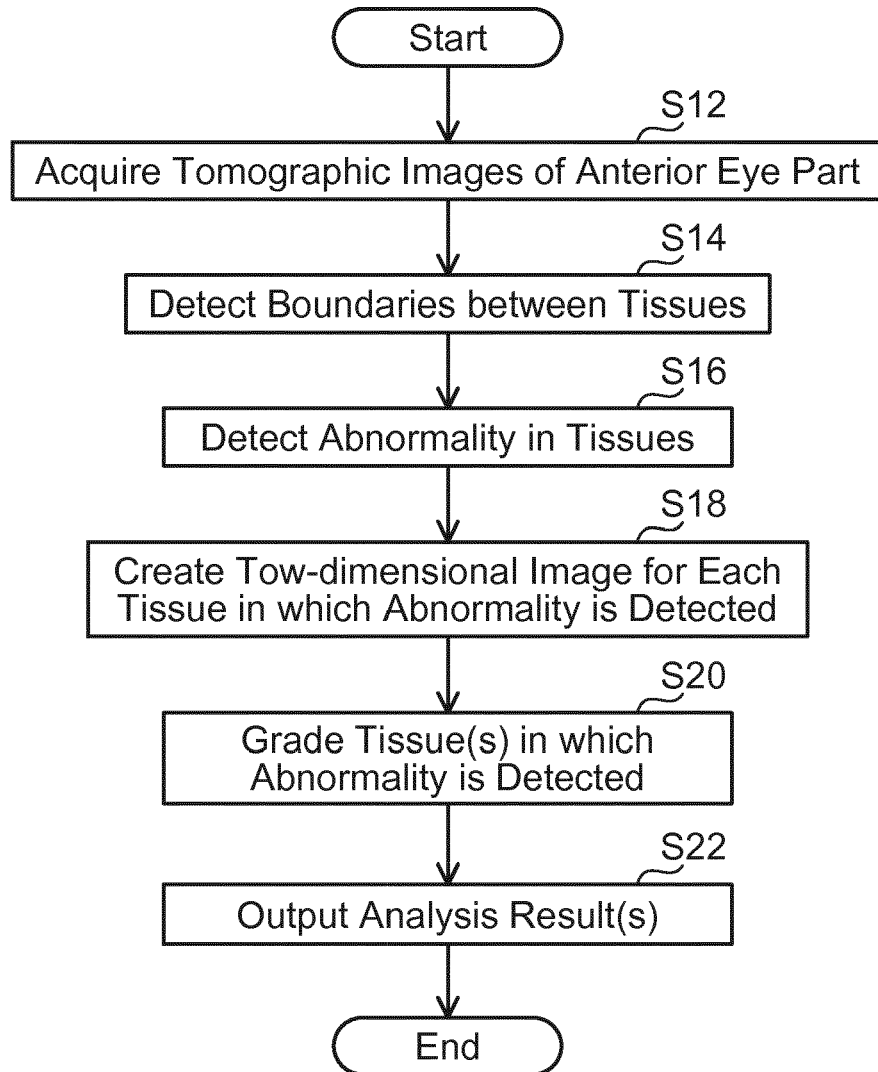 Start
S12
Acquire Tomographic Images of Anterior Eye Part
S14
Detect Boundaries between Tissues
S16
Detect Abnormality in Tissues
S18
Create Tow-dimensional Image for Each
Tissue in which Abnormality is Detected
S20
Grade Tissue(s) in which
Abnormality is Detected
S22
Output Analysis Result(s)
End